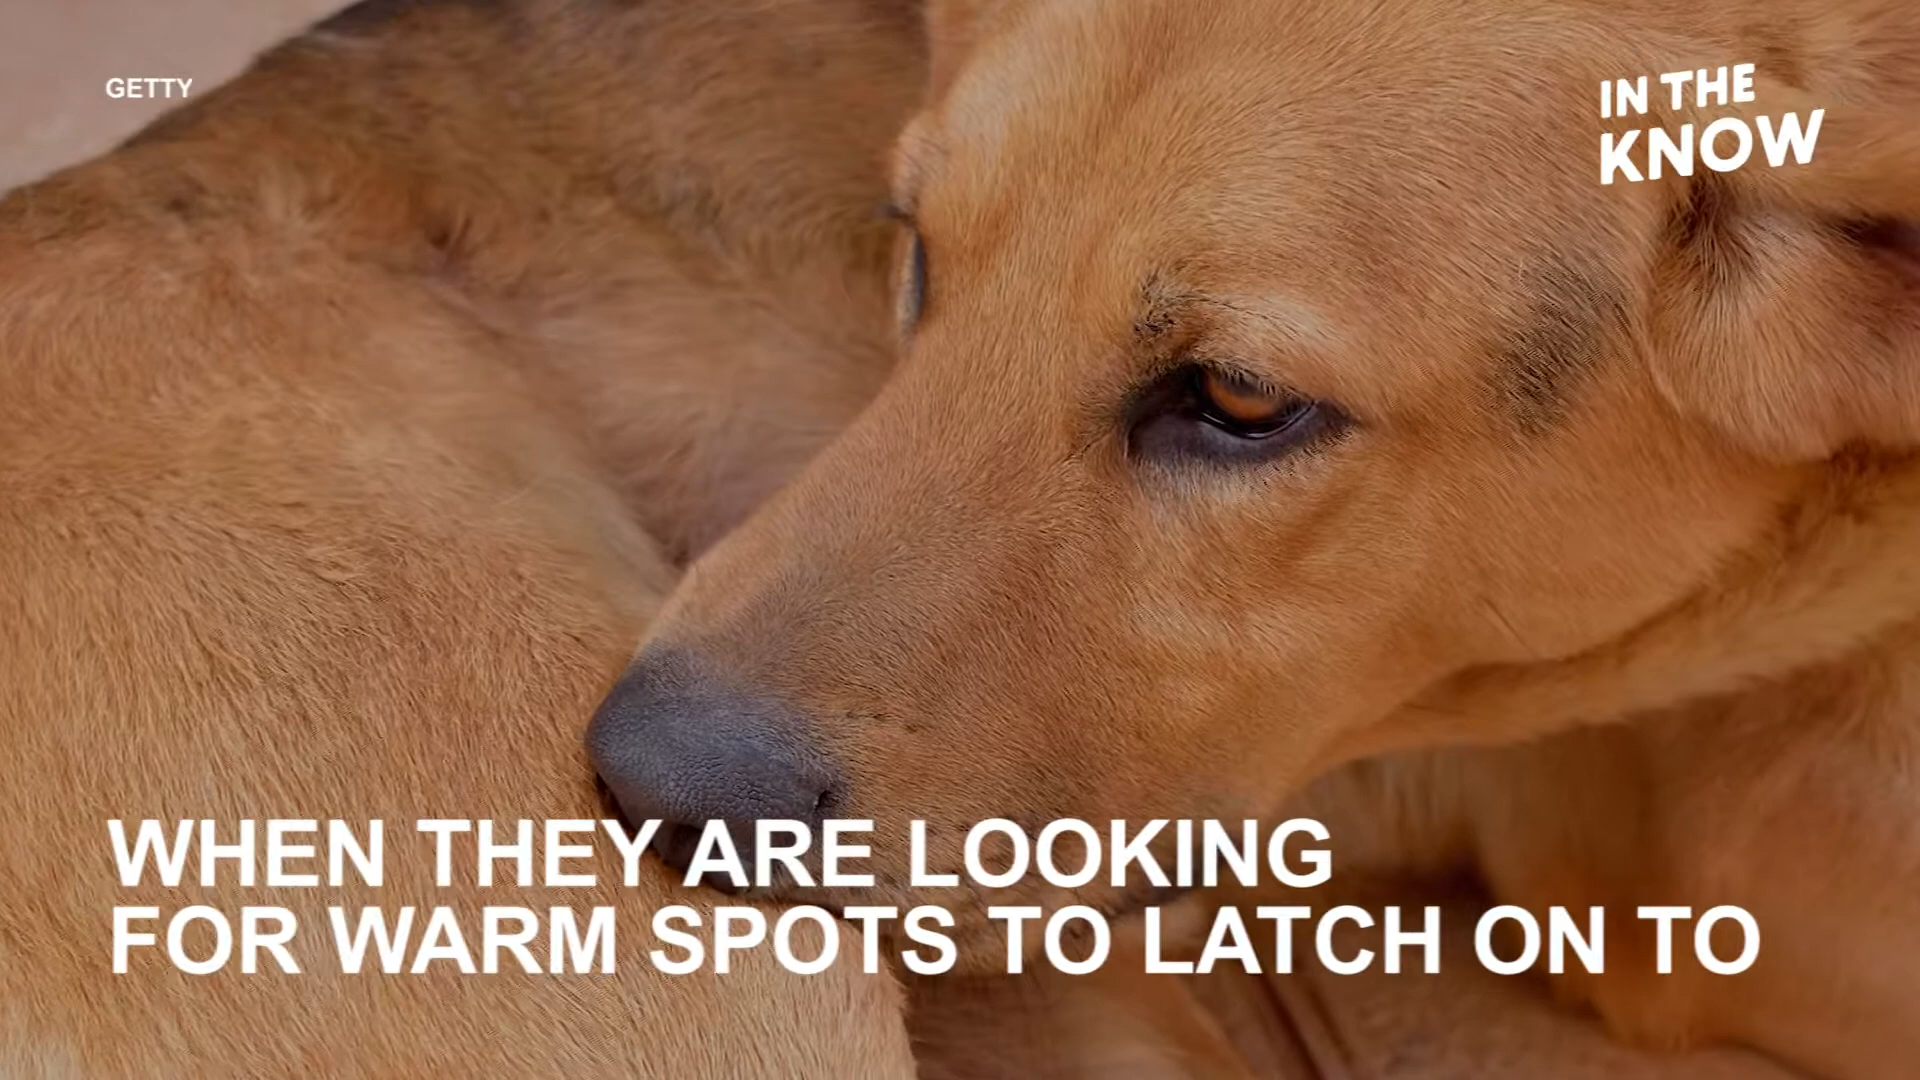 GETTY
IN THE
KNOW
WHEN THEY ARE LOOKING
FOR WARM SPOTS TO LATCH ON TO